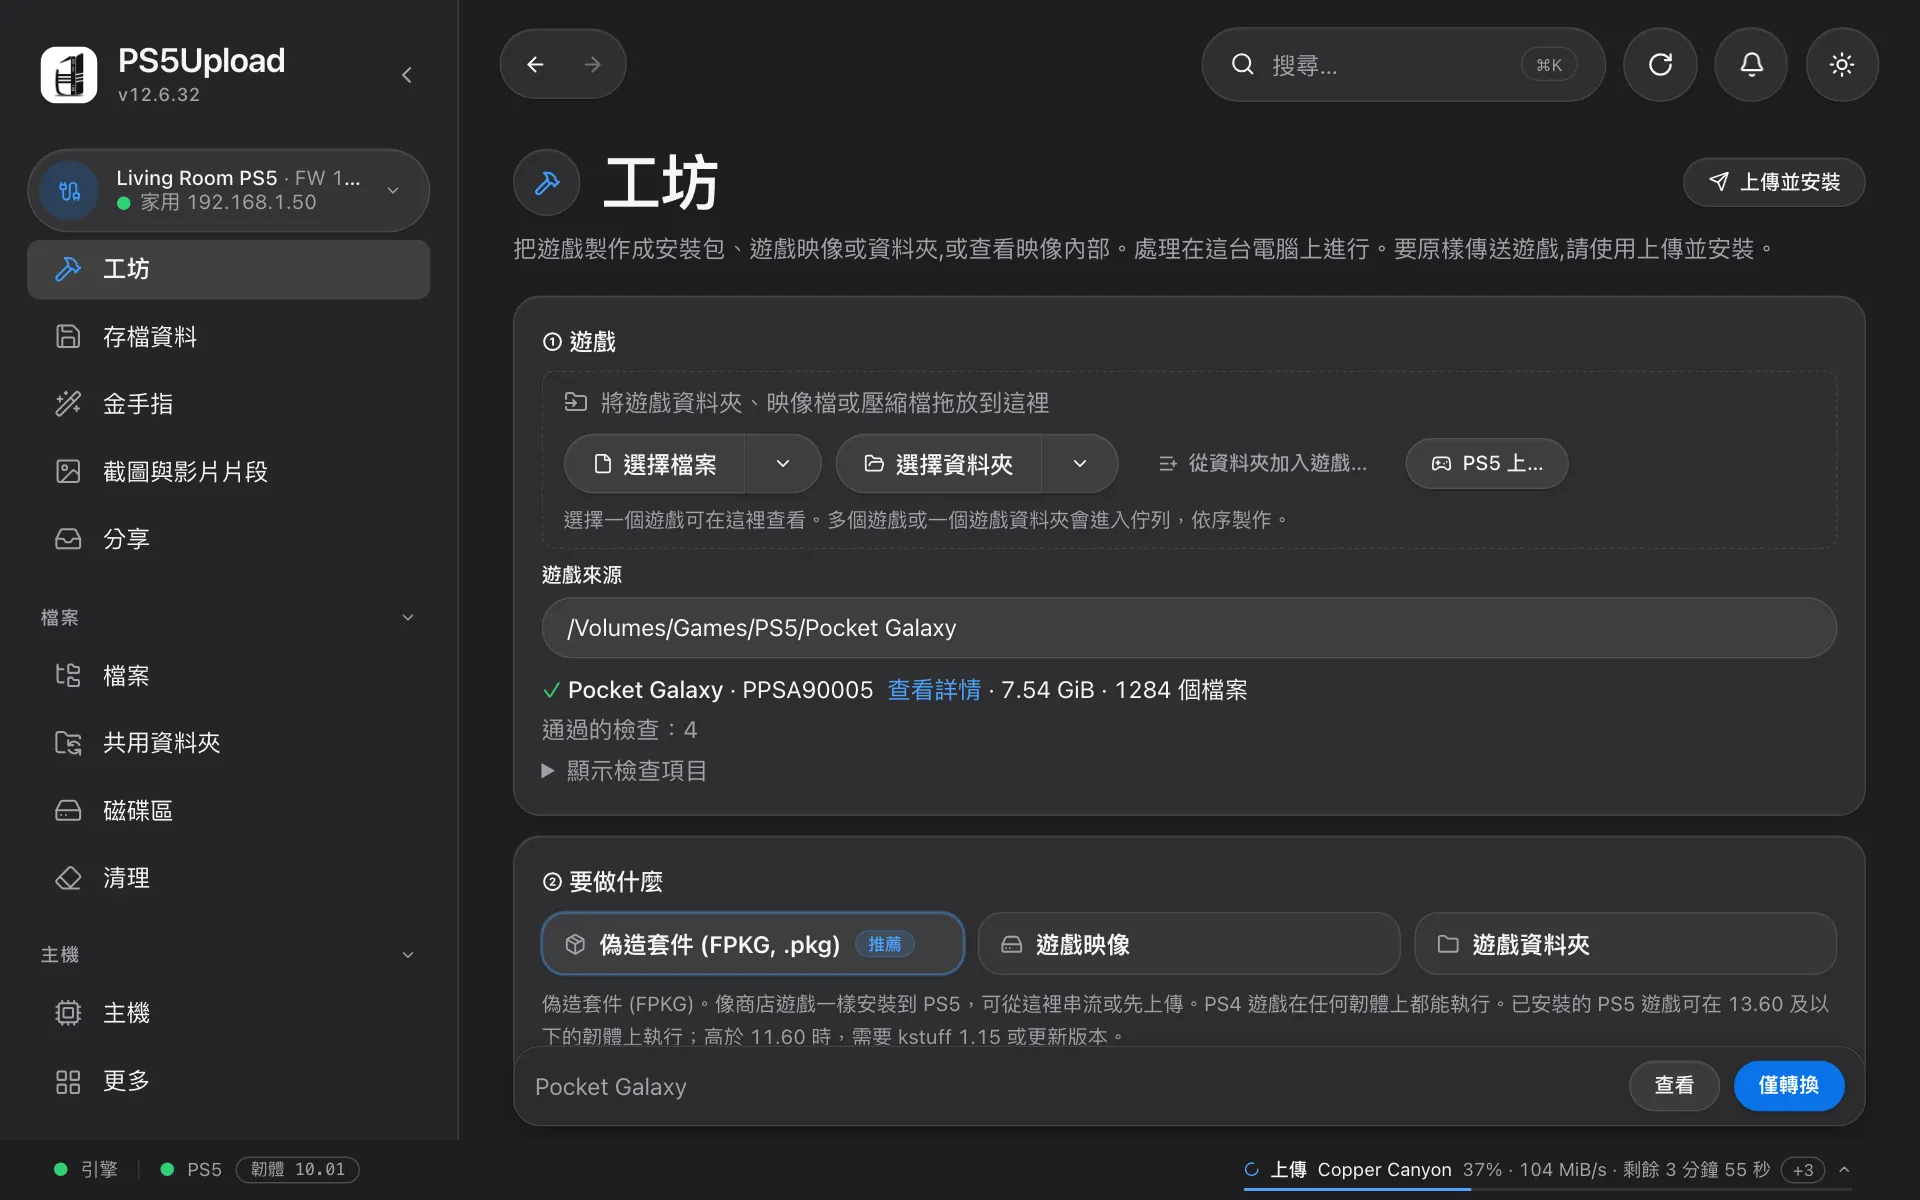 PS5Upload
v12.6.32
Living Room PS5 · FW 1...
家用 192.168.1.50
工坊
存檔資料
金手指
截圖與影片片段
分享
檔案
檔案
共用資料夾
磁碟區
清理
主機
主機
更多
搜尋...
⌘K
工坊
上傳並安裝
把遊戲製作成安裝包、遊戲映像或資料夾,或查看映像內部。處理在這台電腦上進行。要原樣傳送遊戲,請使用上傳並安裝。
① 遊戲
將遊戲資料夾、映像檔或壓縮檔拖放到這裡
選擇檔案
選擇資料夾
從資料夾加入遊戲...
PS5 上...
選擇一個遊戲可在這裡查看。多個遊戲或一個遊戲資料夾會進入佇列，依序製作。
遊戲來源
/Volumes/Games/PS5/Pocket Galaxy
Pocket Galaxy · PPSA90005 查看詳情 · 7.54 GiB · 1284 個檔案
通過的檢查：4
顯示檢查項目
② 要做什麼
偽造套件 (FPKG, .pkg) 推薦
遊戲映像
遊戲資料夾
偽造套件 (FPKG)。像商店遊戲一樣安裝到 PS5，可從這裡串流或先上傳。PS4 遊戲在任何韌體上都能執行。已安裝的 PS5 遊戲可在 13.60 及以
下的韌體上執行；高於 11.60 時，需要 kstuff 1.15 或更新版本。
Pocket Galaxy
查看
僅轉換
引擎
PS5
韌體 10.01
上傳 Copper Canyon 37% · 104 MiB/s · 剩餘 3 分鐘 55 秒 +3